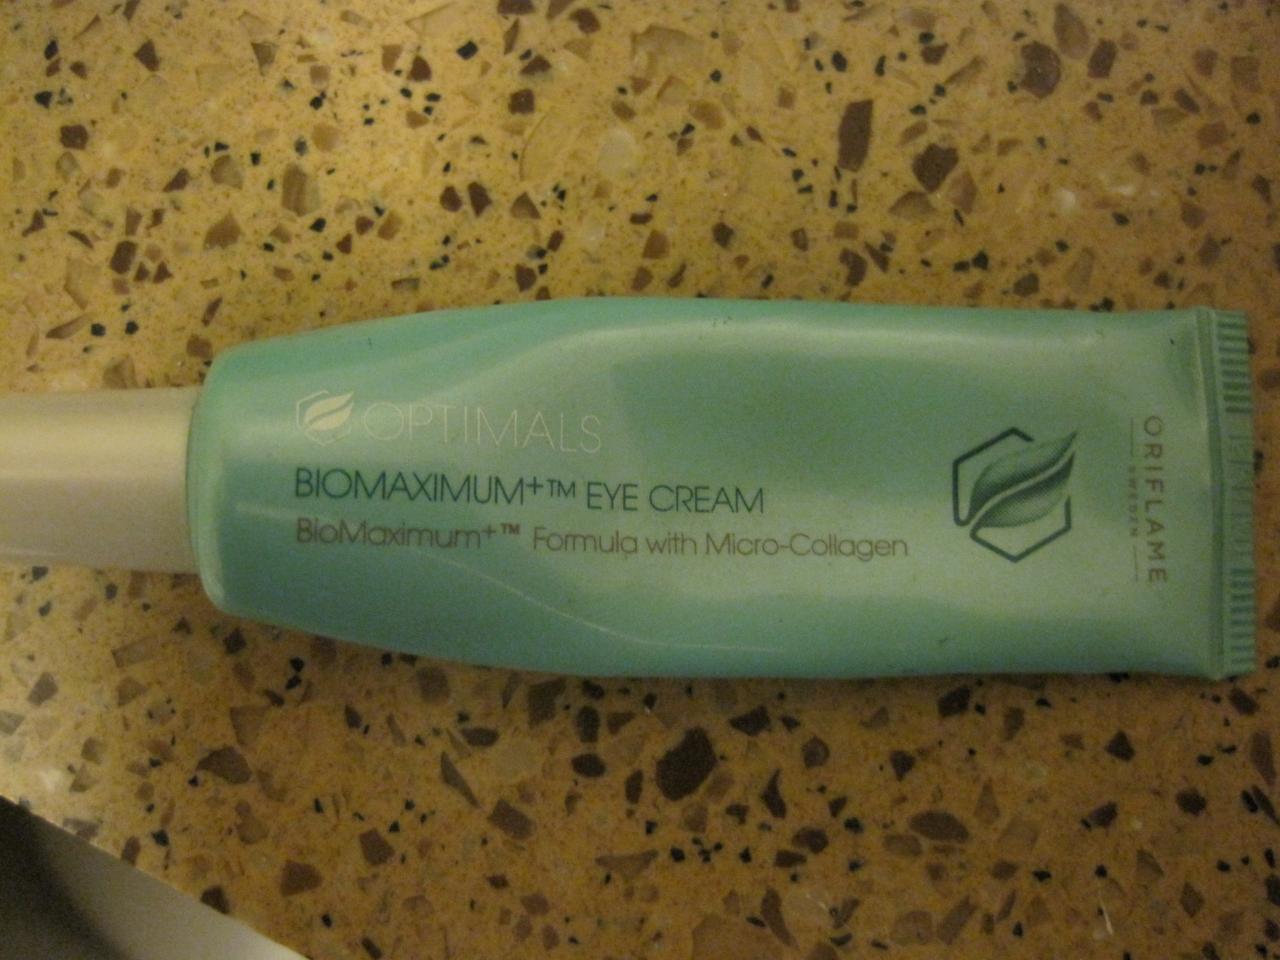 OPTIMALS
BIOMAXIMUM+™ EYE CREAM
BioMaximum+™ Formula with Micro-Collagen
ORIFLAME
SWEDEN